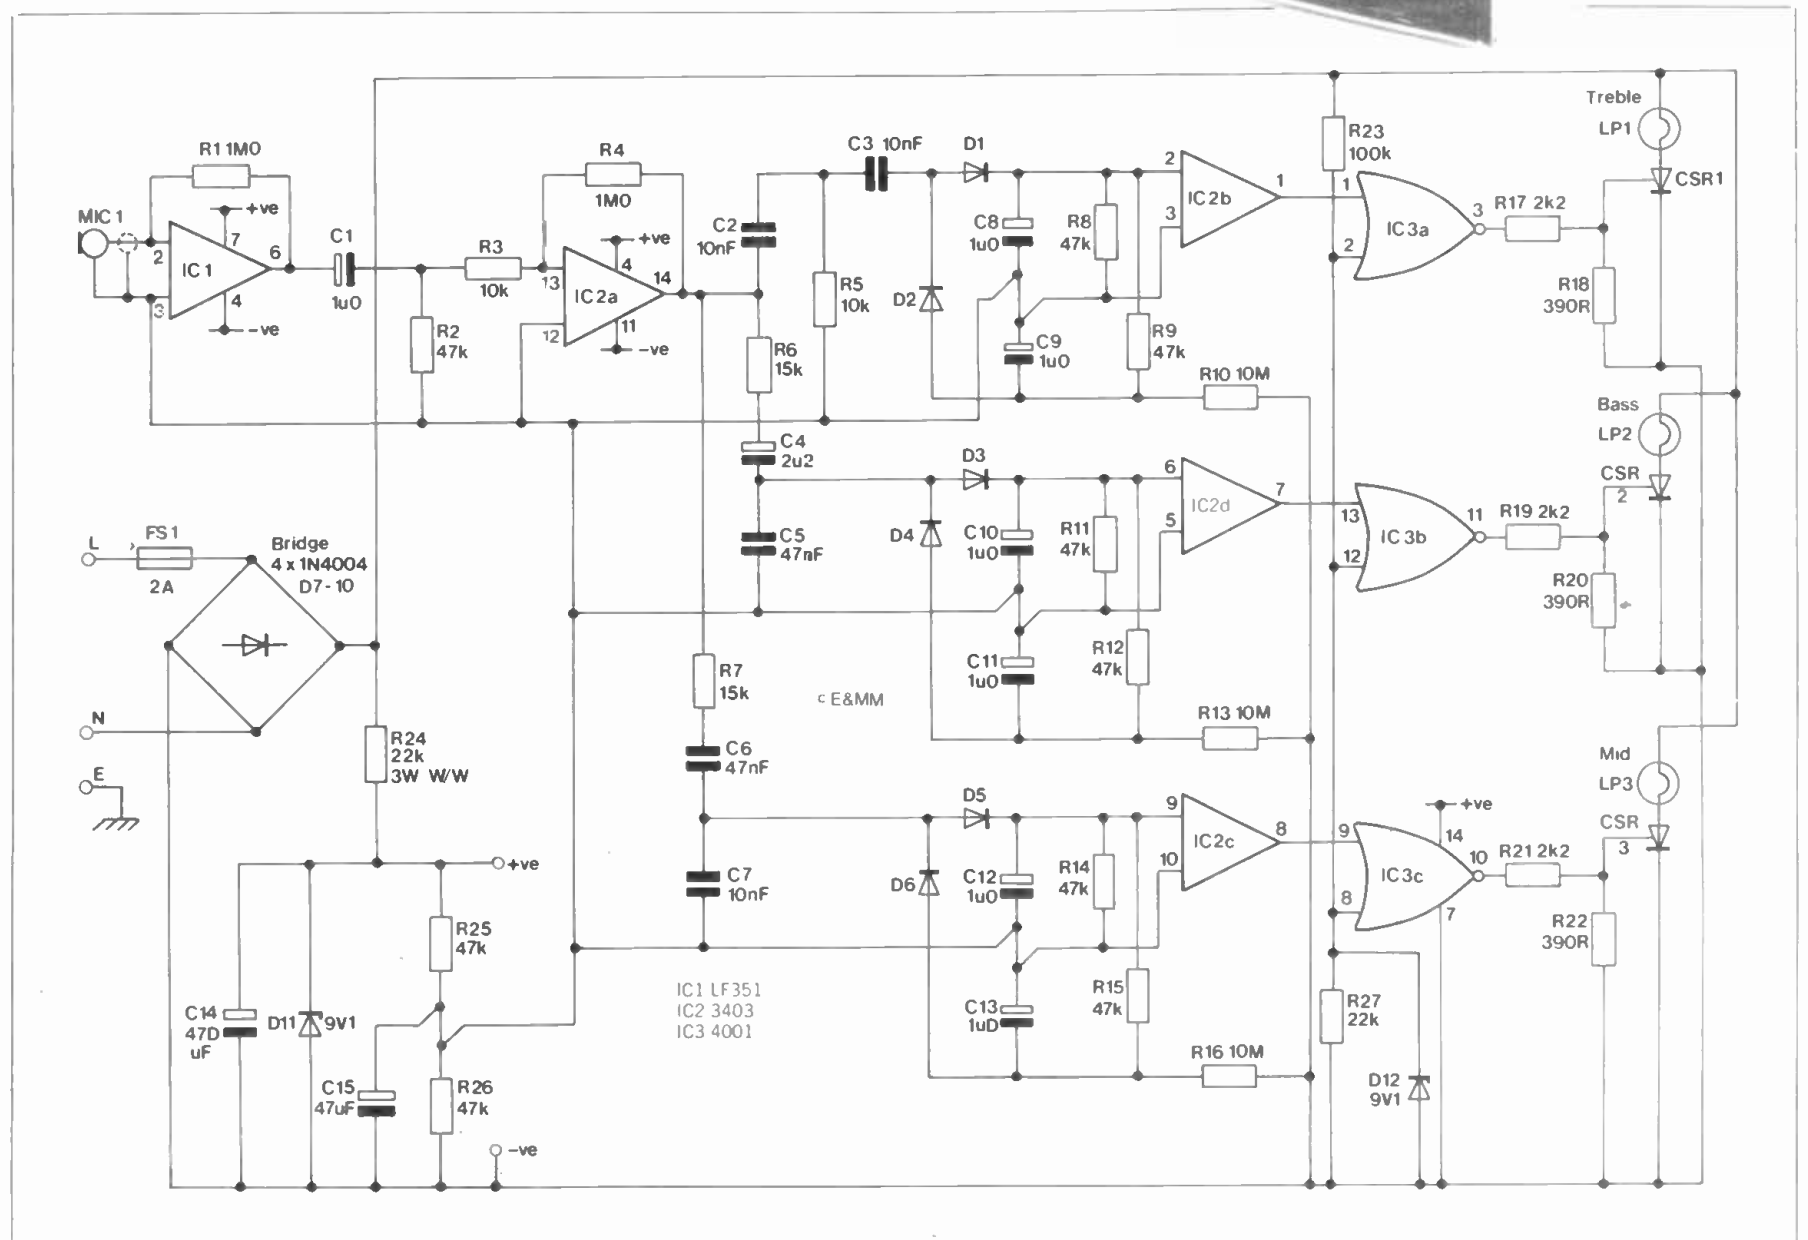 R1 1M0
MIC 1
+ve
7
2
IC 1
6
3
4
-ve
C1
1u0
R2
47k
R3
10k
R4
1M0
+ve
4
13
IC2a
14
12
11
-ve
C2
10nF
C3 10nF
R5
10k
R6
15k
C4
2u2
C5
47nF
R7
15k
C6
47nF
C7
10nF
D1
D2
C8
1u0
C9
1u0
R8
47k
R9
47k
R10 10M
2
3
IC2b
1
R23
100k
1
2
IC3a
3
R17 2k2
R18
390R
Treble
LP1
CSR1
D3
D4
C10
1u0
C11
1u0
R11
47k
R12
47k
R13 10M
6
5
IC2d
7
13
12
IC3b
11
R19 2k2
R20
390R
Bass
LP2
CSR
2
D5
D6
C12
1u0
C13
1uD
R14
47k
R15
47k
R16 10M
9
10
IC2c
8
9
8
IC3c
+ve
14
10
7
R21 2k2
R22
390R
Mid
LP3
CSR
3
R27
22k
D12
9V1
L
FS1
2A
Bridge
4 x 1N4004
D7-10
N
E
R24
22k
3W W/W
+ve
C14
47D
uF
D11
9V1
R25
47k
C15
47uF
R26
47k
-ve
c E&MM
IC1 LF351
IC2 3403
IC3 4001